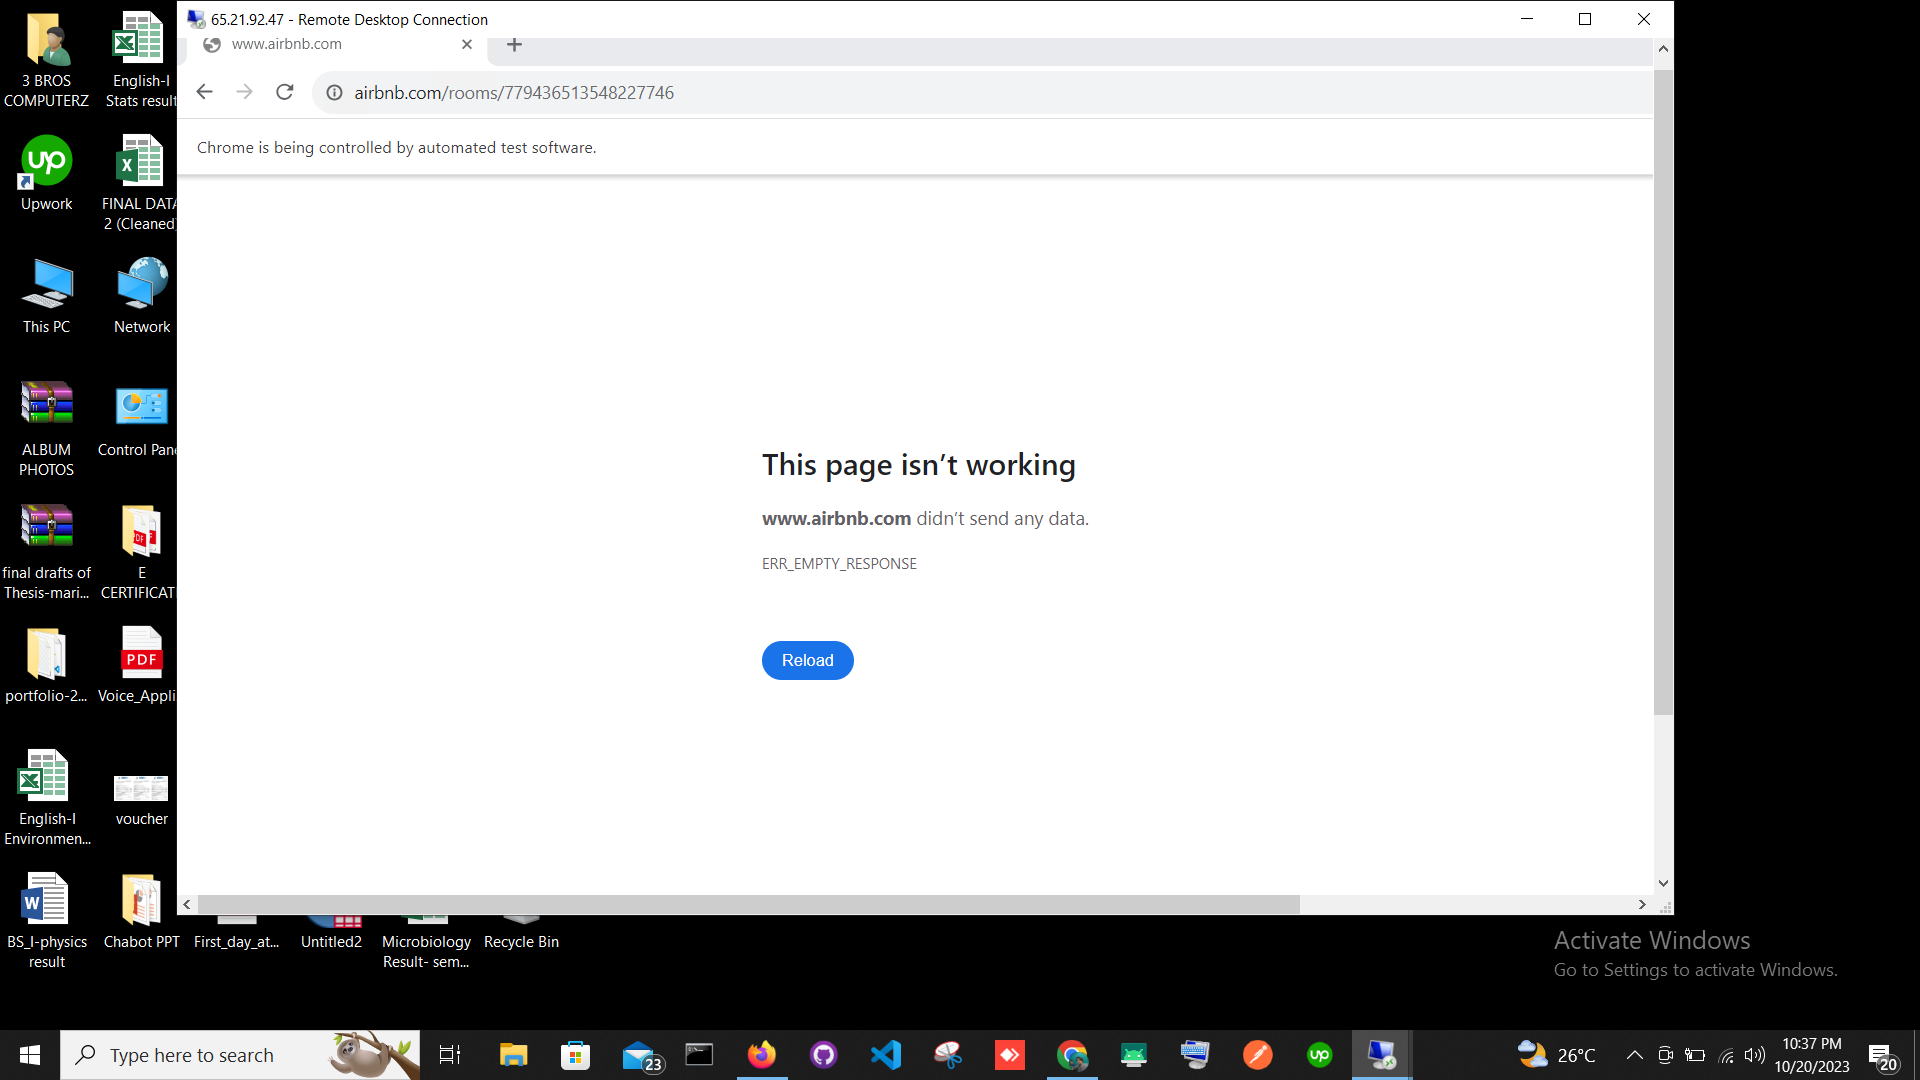 65.21.92.47 - Remote Desktop Connection
www.airbnb.com
airbnb.com/rooms/779436513548227746
Chrome is being controlled by automated test software.
This page isn’t working
www.airbnb.com didn’t send any data.
ERR_EMPTY_RESPONSE
Reload
3 BROS
COMPUTERZ
English-I
Stats result
up
Upwork
FINAL DATA
2 (Cleaned)
This PC
Network
ALBUM
PHOTOS
Control Pane
final drafts of
Thesis-mari...
PDF
E
CERTIFICAT
portfolio-2...
PDF
Voice_Appli
English-I
Environmen...
voucher
W
BS_I-physics
result
Chabot PPT
First_day_at...
Untitled2
Microbiology
Result- sem...
Recycle Bin
Activate Windows
Go to Settings to activate Windows.
Type here to search
23
up
26°C
10:37 PM
10/20/2023
20